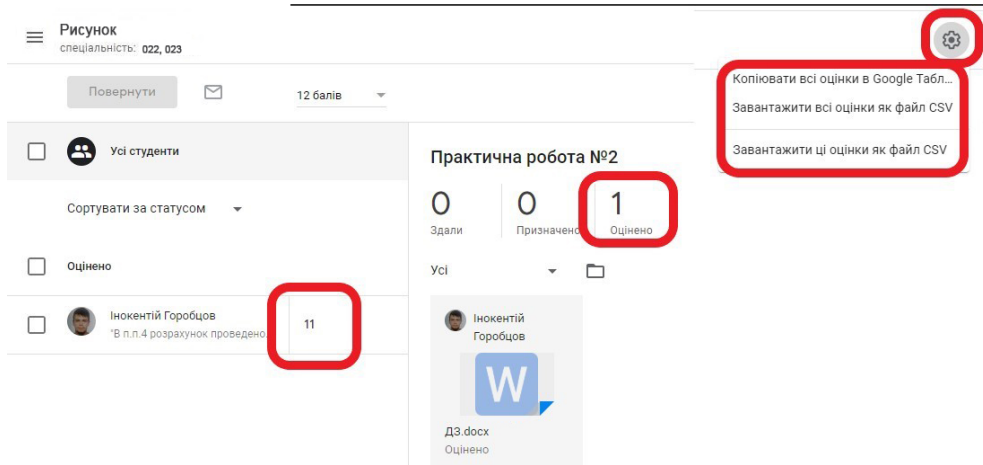 Рисунок
спеціальність: 022, 023
Повернути
12 балів
Усі студенти
Сортувати за статусом
Оцінено
Інокентій Горобцов
"В п.п.4 розрахунок проведено
11
Практична робота №2
0
Здали
0
Призначено
1
Оцінено
Усі
Інокентій
Горобцов
W
ДЗ.docx
Оцінено
Копіювати всі оцінки в Google Табл...
Завантажити всі оцінки як файл CSV
Завантажити ці оцінки як файл CSV